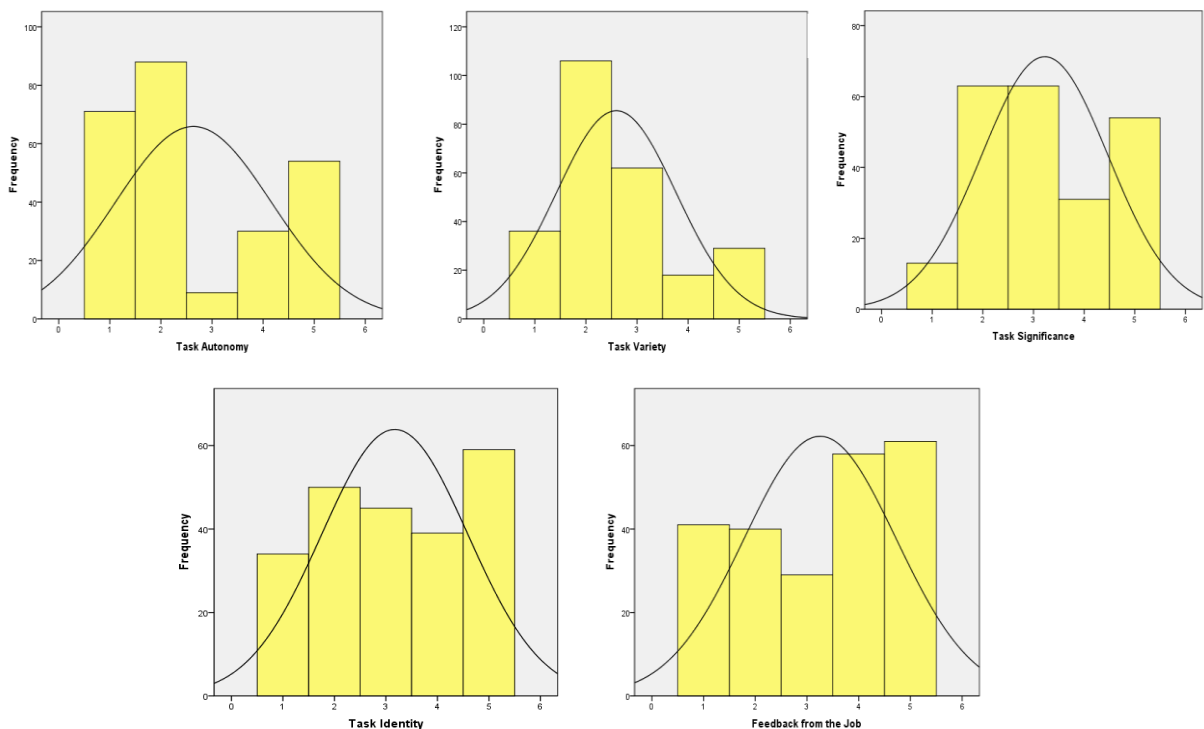 100
80
60
40
20
0
Frequency
0 1 2 3 4 5 6
Task Autonomy
120
100
80
60
40
20
0
Frequency
0 1 2 3 4 5 6
Task Variety
80
60
40
20
0
Frequency
0 1 2 3 4 5 6
Task Significance
60
40
20
0
Frequency
0 1 2 3 4 5 6
Task Identity
60
40
20
0
Frequency
0 1 2 3 4 5 6
Feedback from the Job